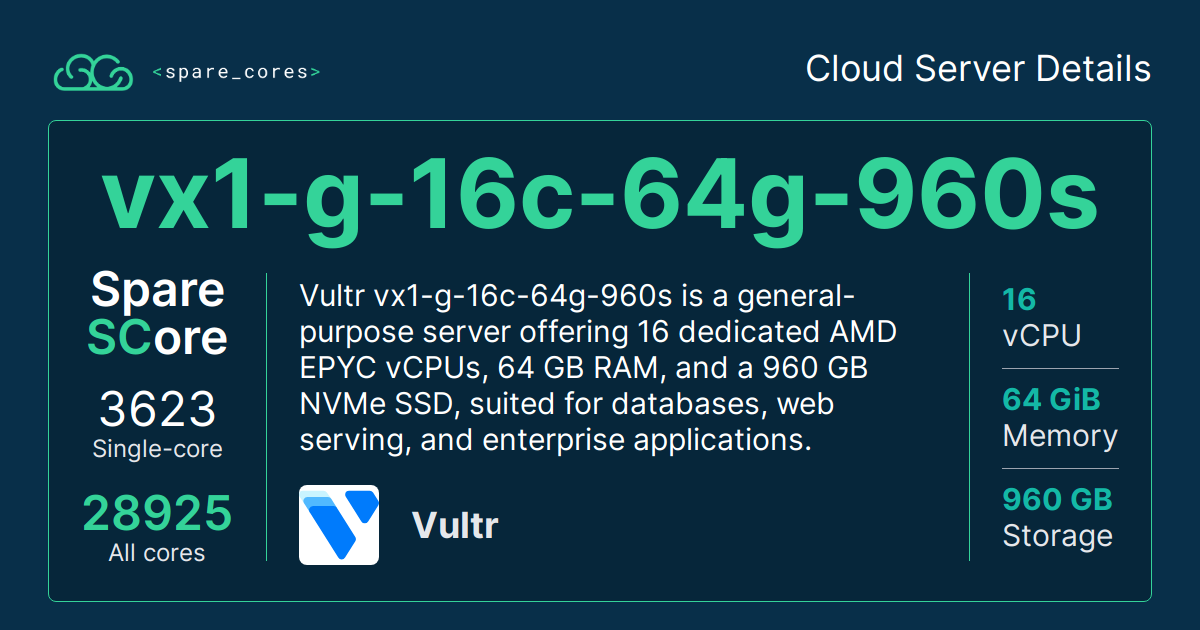 <spare_cores>
Cloud Server Details
vx1-g-16c-64g-960s
Spare
SCore
3623
Single-core
28925
All cores
Vultr vx1-g-16c-64g-960s is a general-
purpose server offering 16 dedicated AMD
EPYC vCPUs, 64 GB RAM, and a 960 GB
NVMe SSD, suited for databases, web
serving, and enterprise applications.
Vultr
16
vCPU
64 GiB
Memory
960 GB
Storage